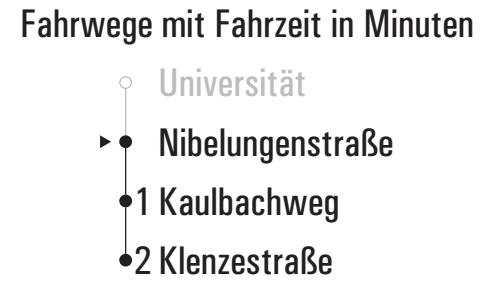 Fahrwege mit Fahrzeit in Minuten
Universität
Nibelungenstraße
1 Kaulbachweg
2 Klenzestraße